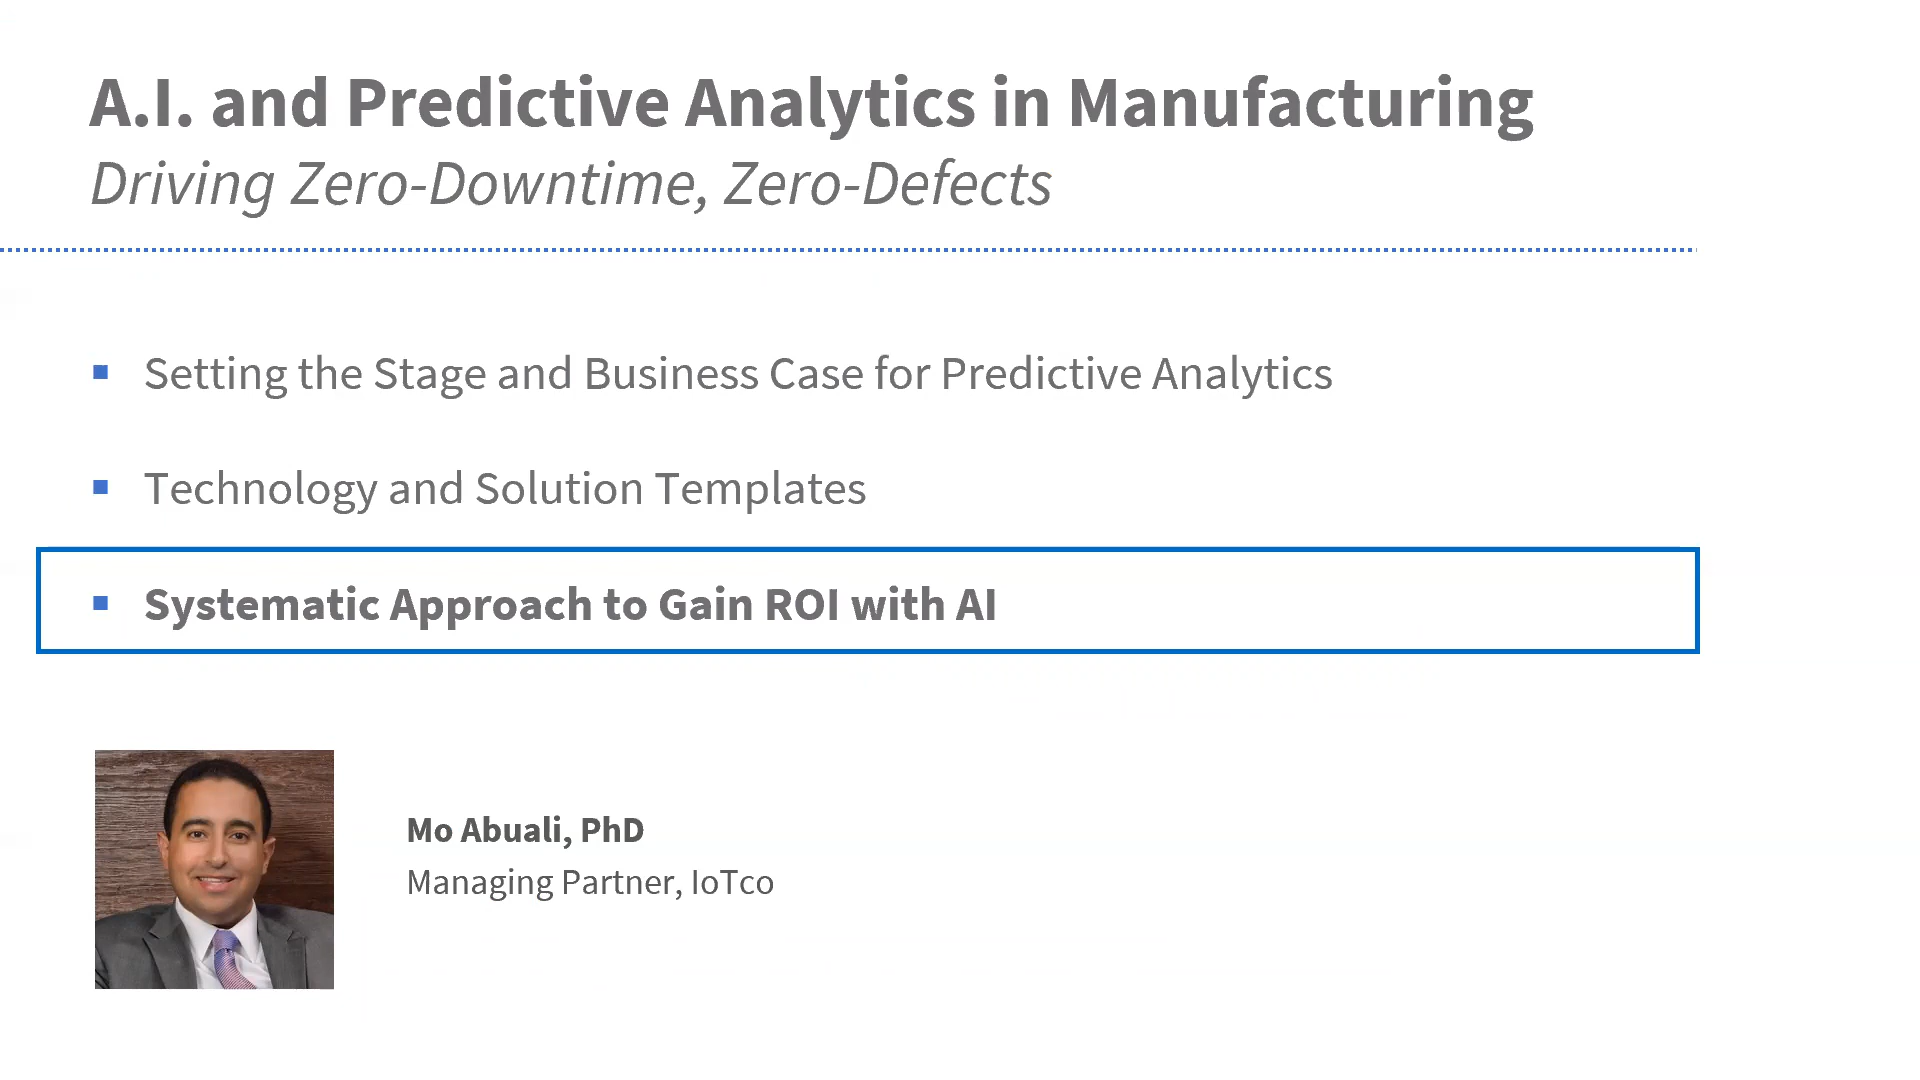 A.I. and Predictive Analytics in Manufacturing
Driving Zero-Downtime, Zero-Defects
Setting the Stage and Business Case for Predictive Analytics
Technology and Solution Templates
Systematic Approach to Gain ROI with AI
Mo Abuali, PhD
Managing Partner, IoTco